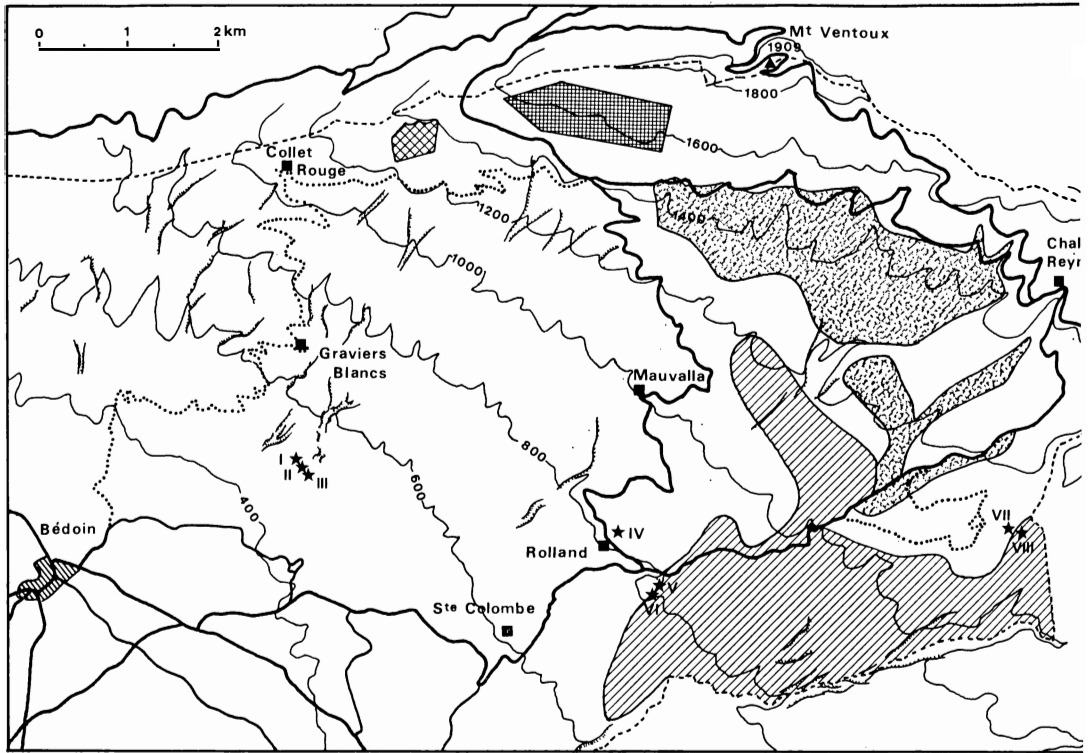 0 1 2 km
Mt Ventoux
1909
1800
1600
Collet
Rouge
1200
1400
1000
Chal
Reyr
Graviers
Blancs
Mauvalla
800
I
II
III
600
400
Bédoin
IV
VII
VIII
Rolland
V
VI
Ste Colombe